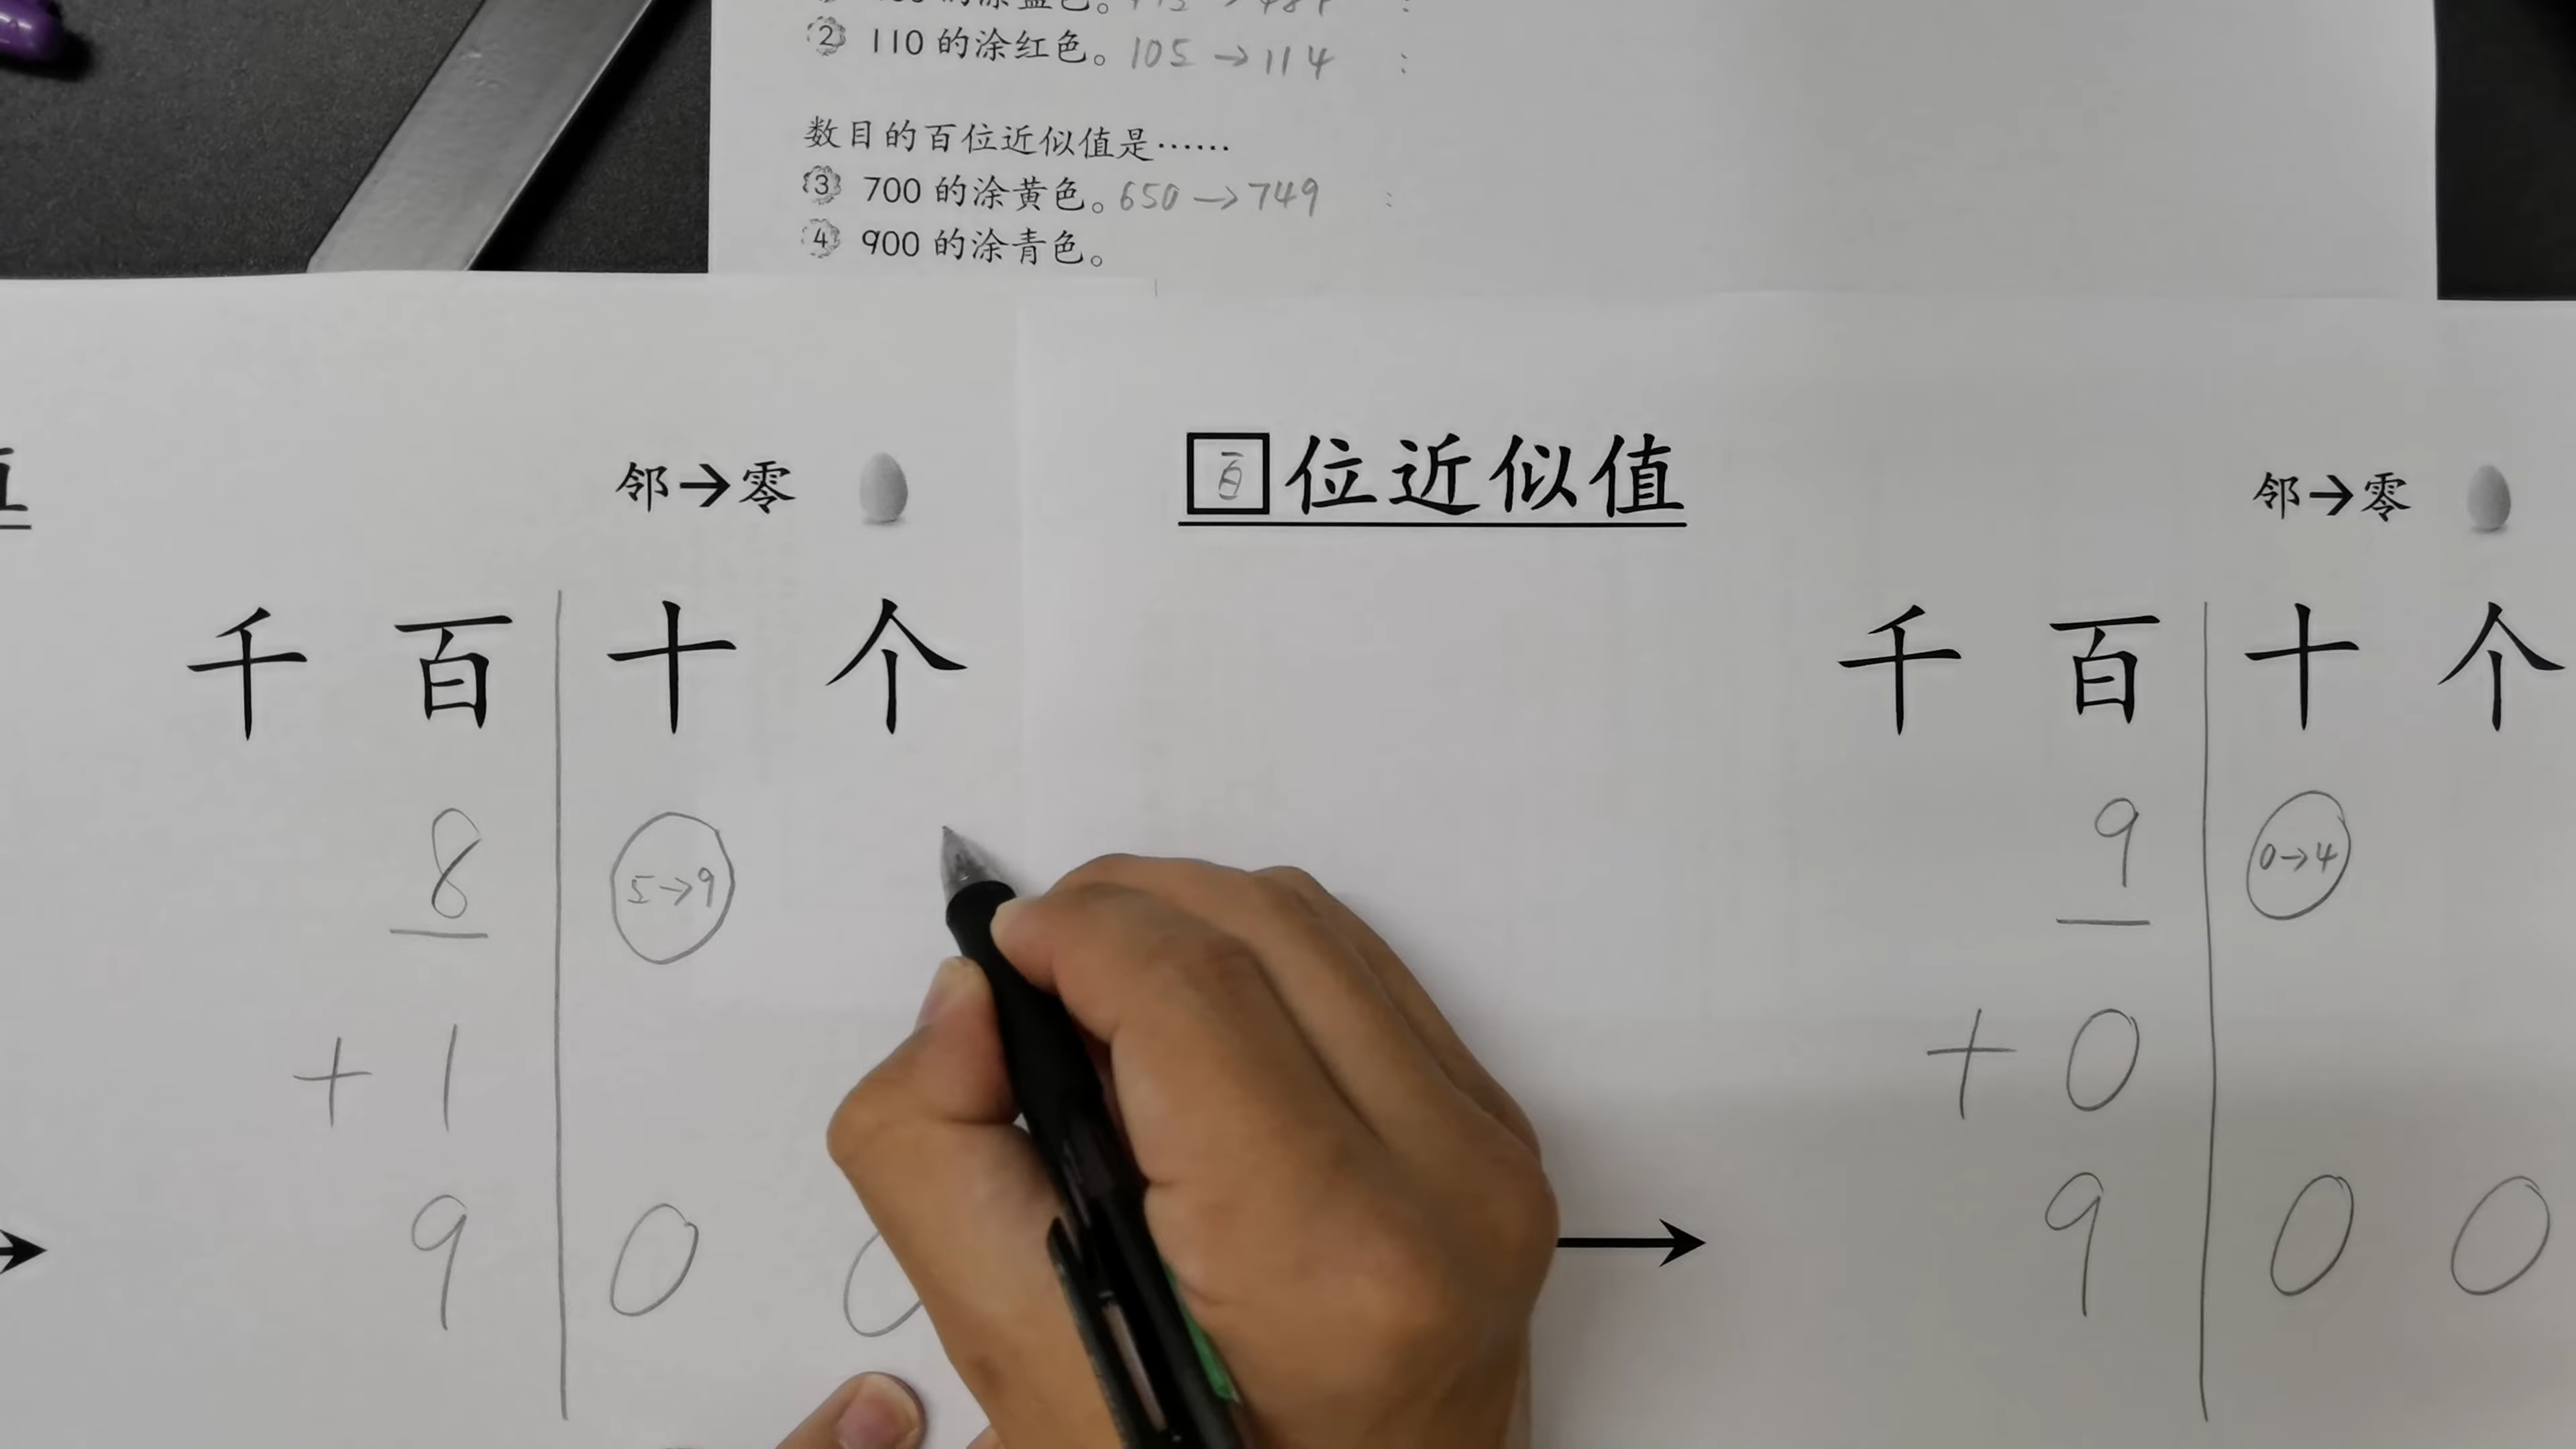 ② 110 的涂红色。 105 → 114 :
数目的百位近似值是……
③ 700 的涂黄色。 650 → 749 :
④ 900 的涂青色。
邻→零
千 百 十 个
8 5→9
+ 1
9 0 0
百位近似值
邻→零
千 百 十 个
9 0→4
+ 0
9 0 0